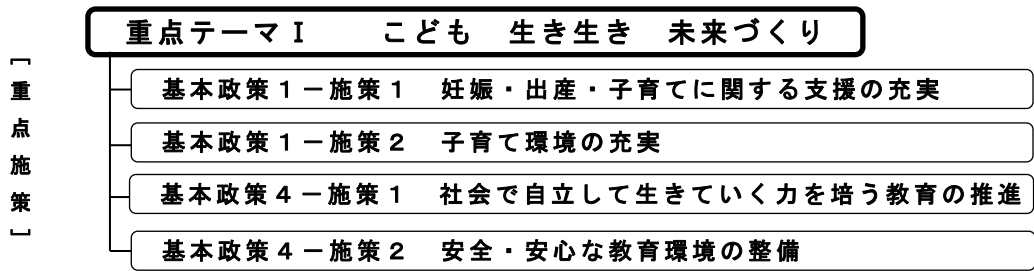 重点テーマⅠ　こども　生き生き　未来づくり
［重点施策］
基本政策１－施策１　妊娠・出産・子育てに関する支援の充実
基本政策１－施策２　子育て環境の充実
基本政策４－施策１　社会で自立して生きていく力を培う教育の推進
基本政策４－施策２　安全・安心な教育環境の整備